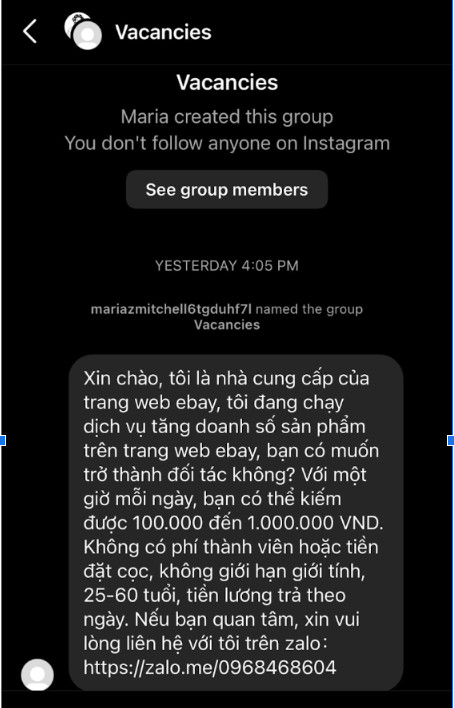 Vacancies
Vacancies
Maria created this group
You don't follow anyone on Instagram
See group members
YESTERDAY 4:05 PM
mariazmitchell6tgduhf7l named the group
Vacancies
Xin chào, tôi là nhà cung cấp của
trang web ebay, tôi đang chạy
dịch vụ tăng doanh số sản phẩm
trên trang web ebay, bạn có muốn
trở thành đối tác không? Với một
giờ mỗi ngày, bạn có thể kiếm
được 100.000 đến 1.000.000 VND.
Không có phí thành viên hoặc tiền
đặt cọc, không giới hạn giới tính,
25-60 tuổi, tiền lương trả theo
ngày. Nếu bạn quan tâm, xin vui
lòng liên hệ với tôi trên zalo：
https://zalo.me/0968468604